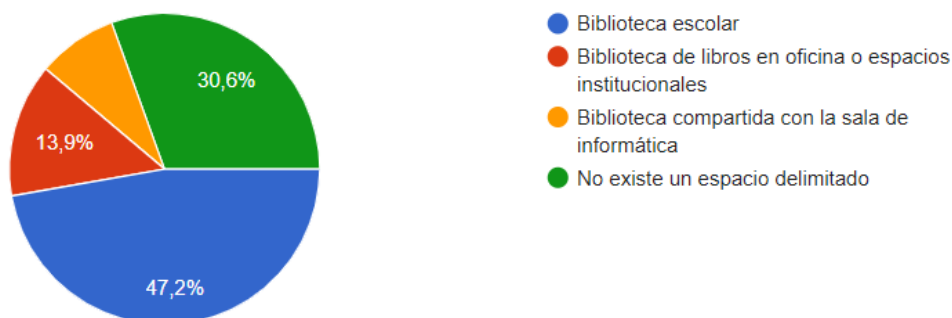 30,6%
13,9%
47,2%
Biblioteca escolar
Biblioteca de libros en oficina o espacios
institucionales
Biblioteca compartida con la sala de
informática
No existe un espacio delimitado